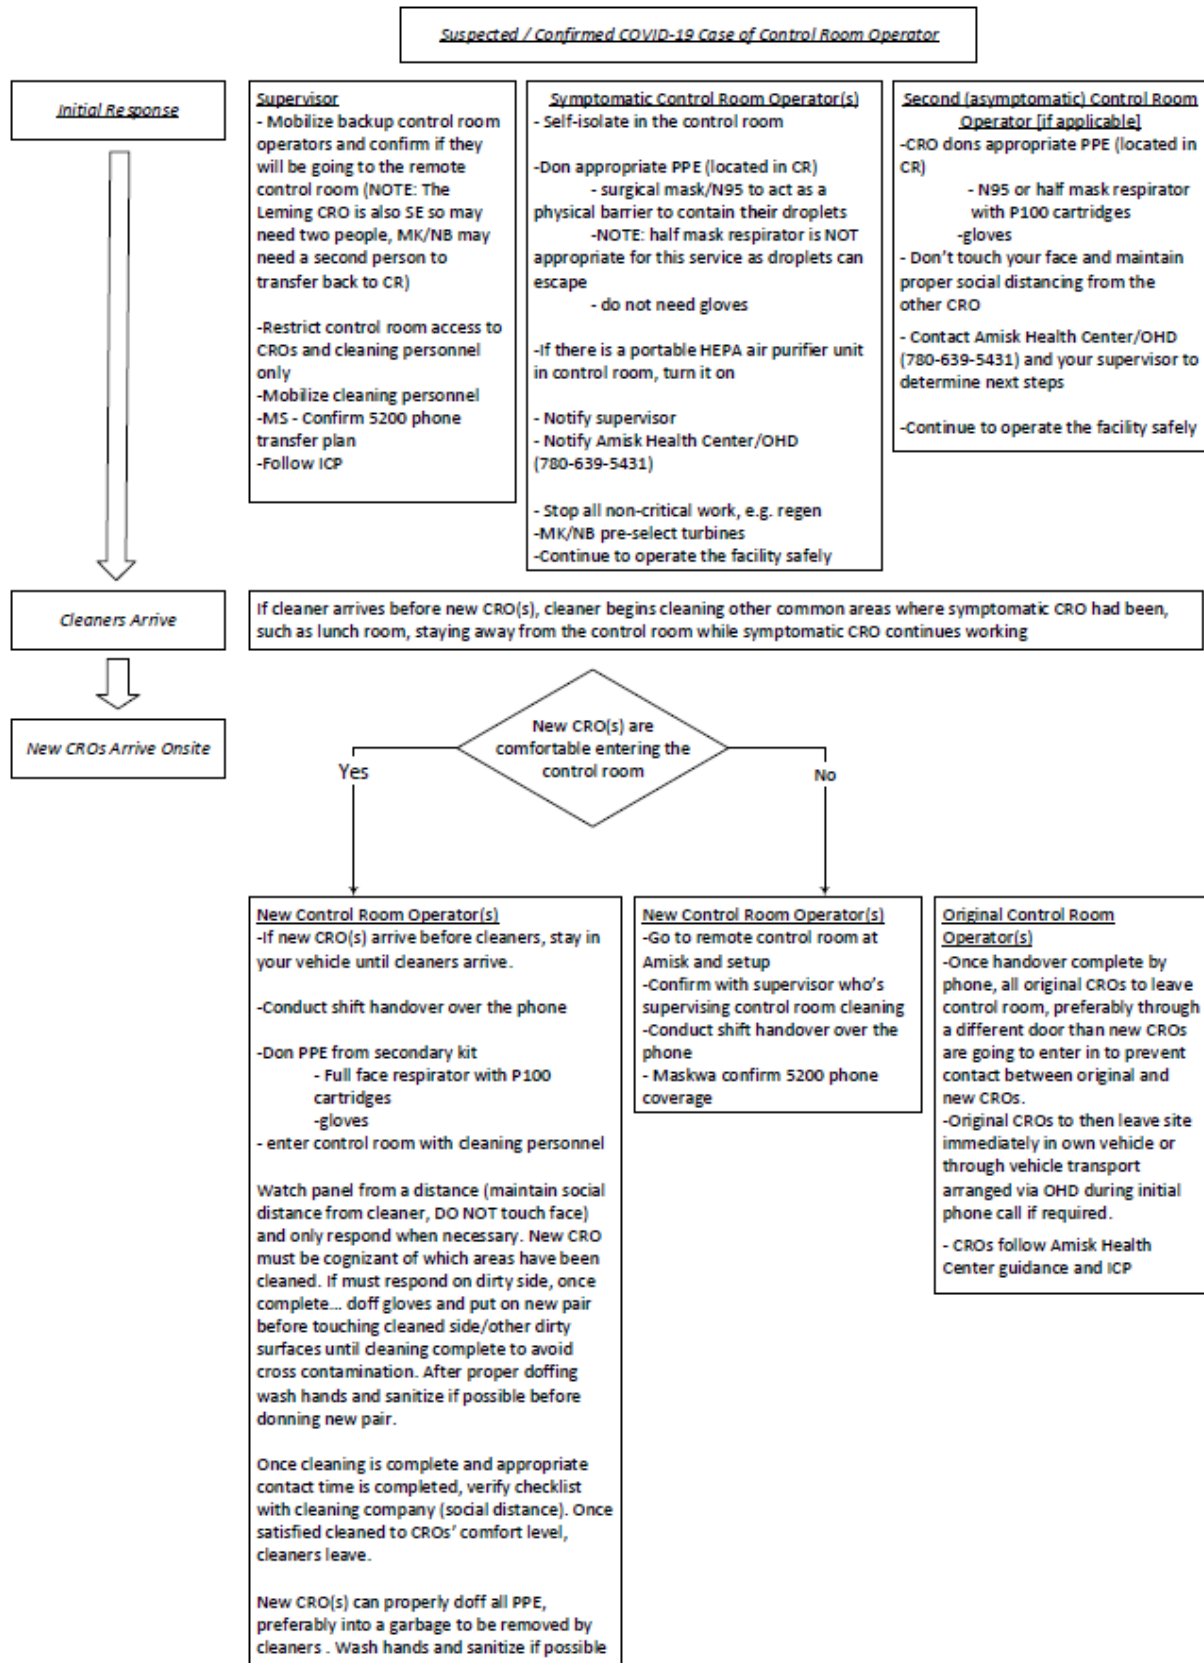 Suspected / Confirmed COVID-19 Case of Control Room Operator
Initial Response
Supervisor
- Mobilize backup control room
operators and confirm if they
will be going to the remote
control room (NOTE: The
Leming CRO is also SE so may
need two people, MK/NB may
need a second person to
transfer back to CR)
-Restrict control room access to
CROs and cleaning personnel
only
-Mobilize cleaning personnel
-MS - Confirm 5200 phone
transfer plan
-Follow ICP
Symptomatic Control Room Operator(s)
- Self-isolate in the control room
-Don appropriate PPE (located in CR)
- surgical mask/N95 to act as a
physical barrier to contain their droplets
-NOTE: half mask respirator is NOT
appropriate for this service as droplets can
escape
- do not need gloves
-If there is a portable HEPA air purifier unit
in control room, turn it on
- Notify supervisor
- Notify Amisk Health Center/OHD
(780-639-5431)
- Stop all non-critical work, e.g. regen
-MK/NB pre-select turbines
-Continue to operate the facility safely
Second (asymptomatic) Control Room
Operator [if applicable]
-CRO dons appropriate PPE (located in
CR)
- N95 or half mask respirator
with P100 cartridges
-gloves
- Don't touch your face and maintain
proper social distancing from the
other CRO
- Contact Amisk Health Center/OHD
(780-639-5431) and your supervisor to
determine next steps
-Continue to operate the facility safely
Cleaners Arrive
If cleaner arrives before new CRO(s), cleaner begins cleaning other common areas where symptomatic CRO had been,
such as lunch room, staying away from the control room while symptomatic CRO continues working
New CROs Arrive Onsite
New CRO(s) are
comfortable entering the
control room
Yes
No
New Control Room Operator(s)
-If new CRO(s) arrive before cleaners, stay in
your vehicle until cleaners arrive.
-Conduct shift handover over the phone
-Don PPE from secondary kit
- Full face respirator with P100
cartridges
-gloves
- enter control room with cleaning personnel
Watch panel from a distance (maintain social
distance from cleaner, DO NOT touch face)
and only respond when necessary. New CRO
must be cognizant of which areas have been
cleaned. If must respond on dirty side, once
complete... doff gloves and put on new pair
before touching cleaned side/other dirty
surfaces until cleaning complete to avoid
cross contamination. After proper doffing
wash hands and sanitize if possible before
donning new pair.
Once cleaning is complete and appropriate
contact time is completed, verify checklist
with cleaning company (social distance). Once
satisfied cleaned to CROs' comfort level,
cleaners leave.
New CRO(s) can properly doff all PPE,
preferably into a garbage to be removed by
cleaners . Wash hands and sanitize if possible
New Control Room Operator(s)
-Go to remote control room at
Amisk and setup
-Confirm with supervisor who's
supervising control room cleaning
-Conduct shift handover over the
phone
- Maskwa confirm 5200 phone
coverage
Original Control Room
Operator(s)
-Once handover complete by
phone, all original CROs to leave
control room, preferably through
a different door than new CROs
are going to enter in to prevent
contact between original and
new CROs.
-Original CROs to then leave site
immediately in own vehicle or
through vehicle transport
arranged via OHD during initial
phone call if required.
- CROs follow Amisk Health
Center guidance and ICP